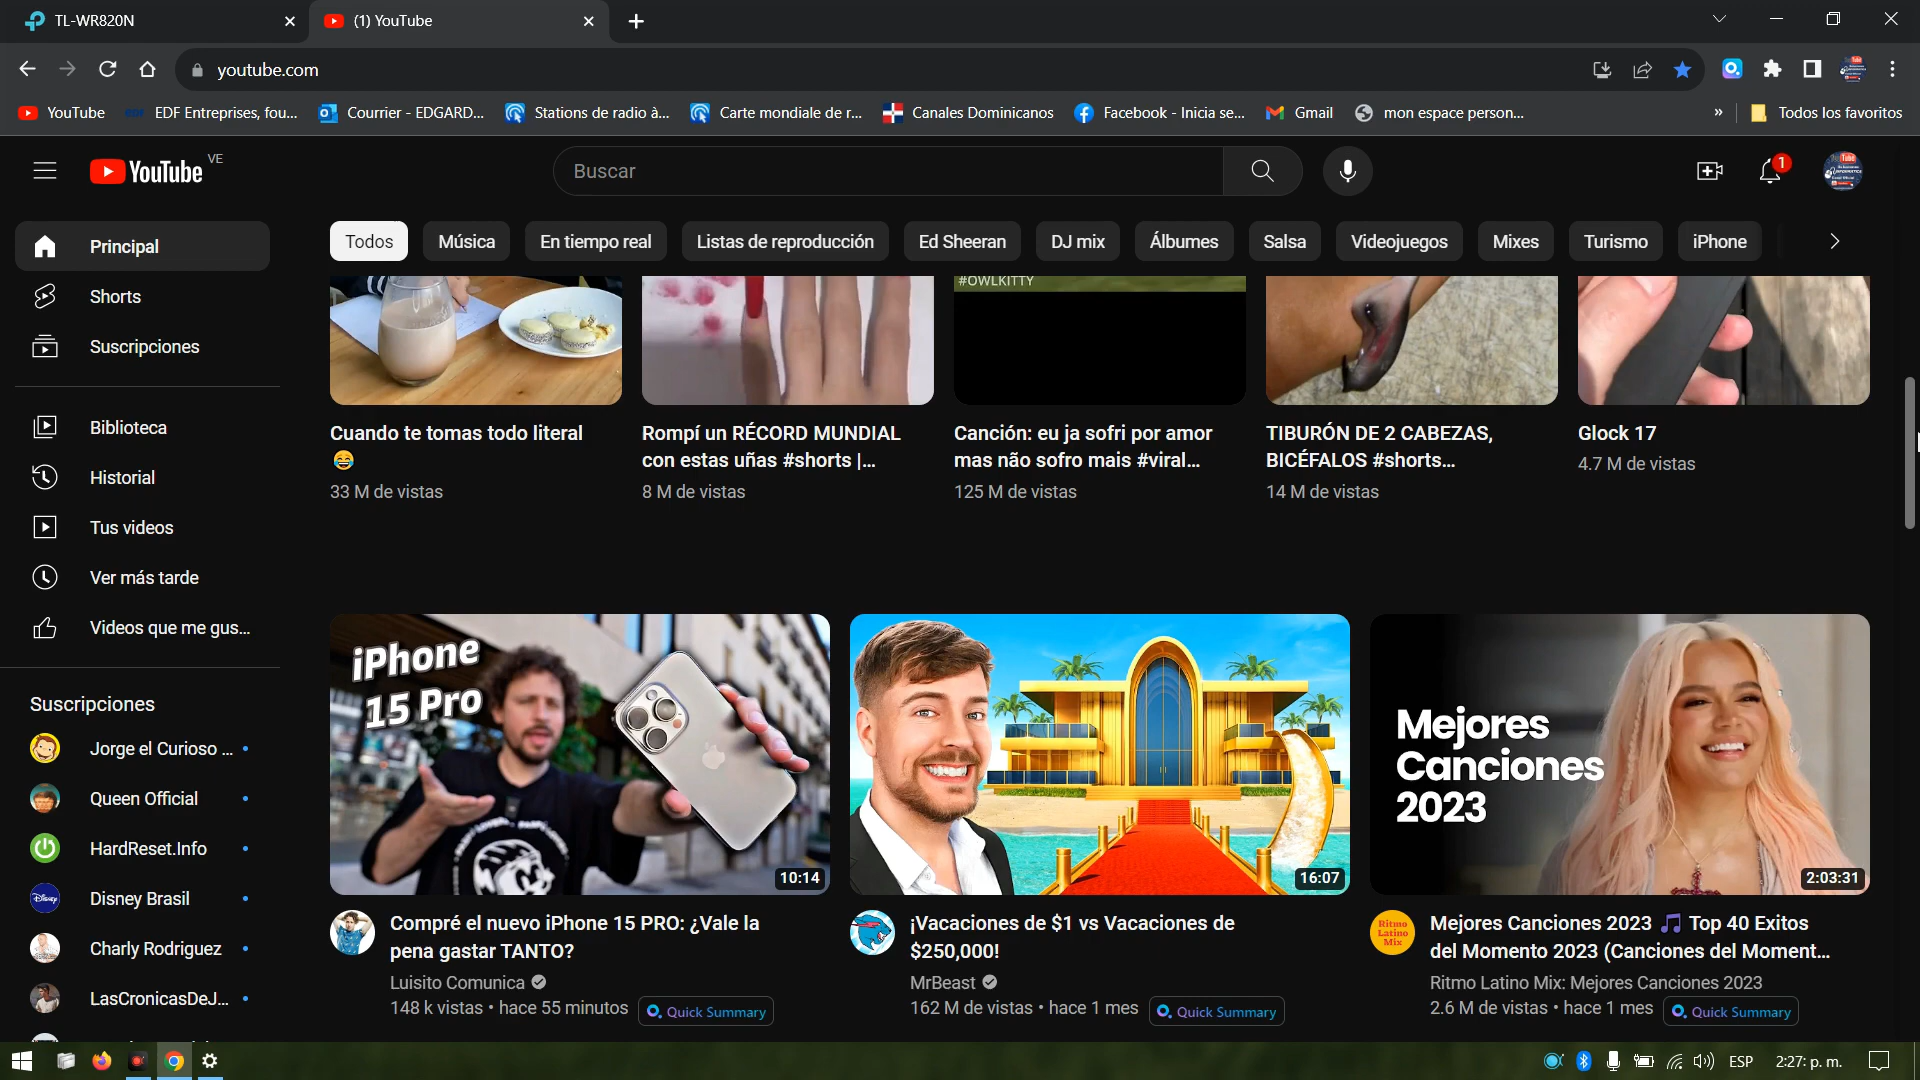 TL-WR820N
(1) YouTube
youtube.com
YouTube
EDF Entreprises, fou...
Courrier - EDGARD...
Stations de radio à...
Carte mondiale de r...
Canales Dominicanos
Facebook - Inicia se...
Gmail
mon espace person...
»
Todos los favoritos
YouTube VE
Buscar
1
Todos
Música
En tiempo real
Listas de reproducción
Ed Sheeran
DJ mix
Álbumes
Salsa
Videojuegos
Mixes
Turismo
iPhone
Principal
Shorts
Suscripciones
Biblioteca
Historial
Tus videos
Ver más tarde
Videos que me gus...
Suscripciones
Jorge el Curioso ...
Queen Official
HardReset.Info
Disney Brasil
Charly Rodriguez
LasCronicasDeJ...
#OWLKITTY
Cuando te tomas todo literal
😂
33 M de vistas
Rompí un RÉCORD MUNDIAL
con estas uñas #shorts |...
8 M de vistas
Canción: eu ja sofri por amor
mas não sofro mais #viral...
125 M de vistas
TIBURÓN DE 2 CABEZAS,
BICÉFALOS #shorts...
14 M de vistas
Glock 17
4.7 M de vistas
iPhone
15 Pro
10:14
Compré el nuevo iPhone 15 PRO: ¿Vale la
pena gastar TANTO?
Luisito Comunica
148 k vistas • hace 55 minutos
Quick Summary
16:07
¡Vacaciones de $1 vs Vacaciones de
$250,000!
MrBeast
162 M de vistas • hace 1 mes
Quick Summary
Mejores
Canciones
2023
2:03:31
Ritmo
Latino
Mix
Mejores Canciones 2023 🎵 Top 40 Exitos
del Momento 2023 (Canciones del Moment...
Ritmo Latino Mix: Mejores Canciones 2023
2.6 M de vistas • hace 1 mes
Quick Summary
ESP
2:27: p. m.